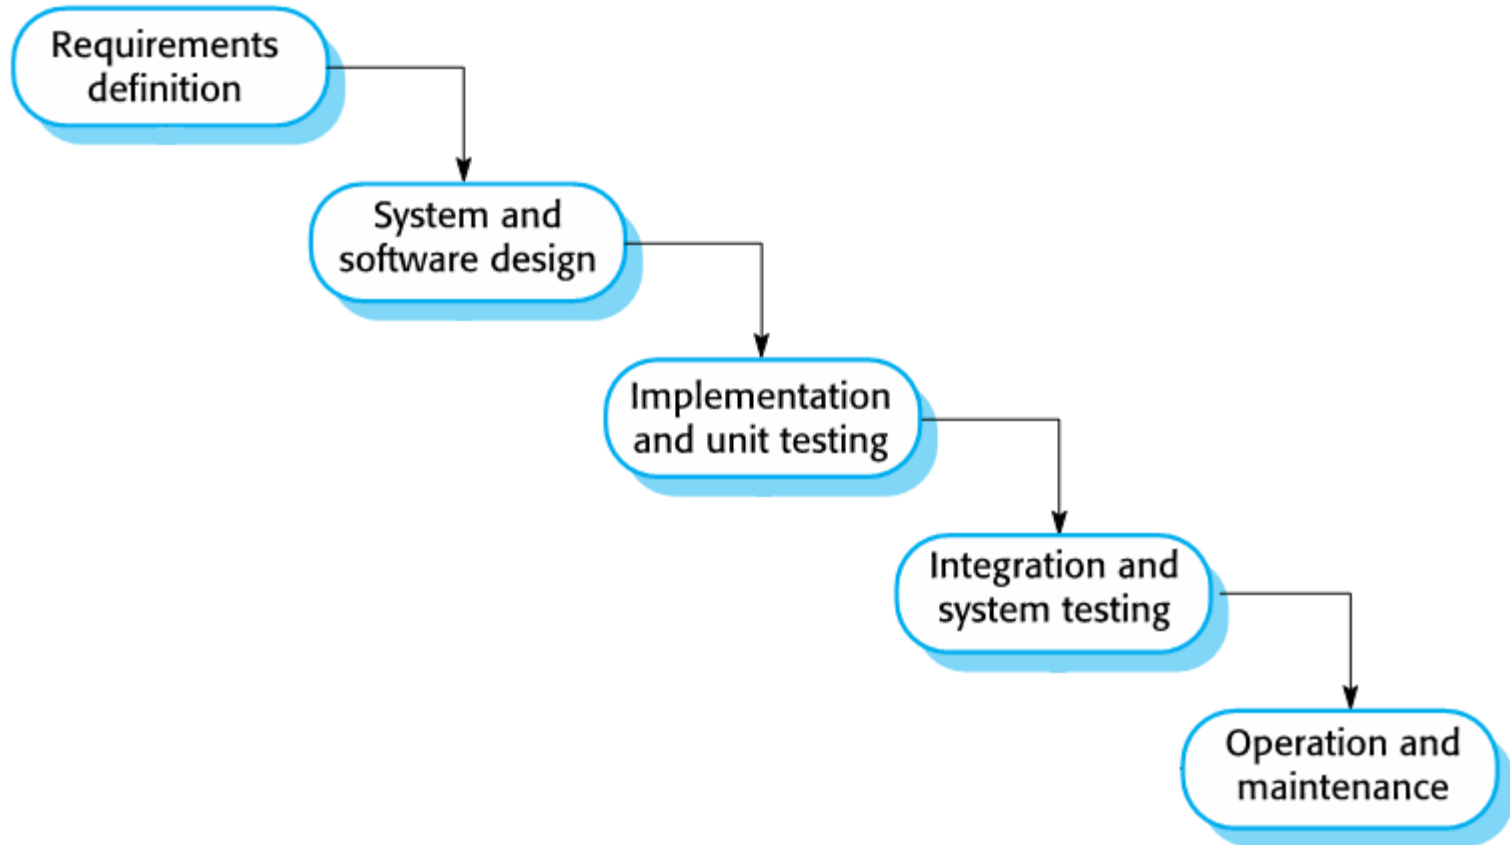 Requirements
definition
System and
software design
Implementation
and unit testing
Integration and
system testing
Operation and
maintenance